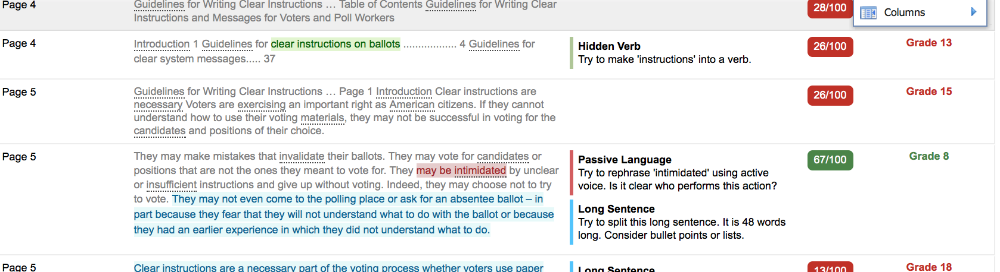 Page 4
Guidelines for Writing Clear Instructions … Table of Contents Guidelines for Writing Clear
Instructions and Messages for Voters and Poll Workers
28/100
Columns
Page 4
Introduction 1 Guidelines for clear instructions on ballots ................. 4 Guidelines for
clear system messages..... 37
Hidden Verb
Try to make 'instructions' into a verb.
26/100
Grade 13
Page 5
Guidelines for Writing Clear Instructions … Page 1 Introduction Clear instructions are
necessary Voters are exercising an important right as American citizens. If they cannot
understand how to use their voting materials, they may not be successful in voting for the
candidates and positions of their choice.
26/100
Grade 15
Page 5
They may make mistakes that invalidate their ballots. They may vote for candidates or
positions that are not the ones they meant to vote for. They may be intimidated by unclear
or insufficient instructions and give up without voting. Indeed, they may choose not to try
to vote. They may not even come to the polling place or ask for an absentee ballot – in
part because they fear that they will not understand what to do with the ballot or because
they had an earlier experience in which they did not understand what to do.
Passive Language
Try to rephrase 'intimidated' using active
voice. Is it clear who performs this action?
Long Sentence
Try to split this long sentence. It is 48 words
long. Consider bullet points or lists.
67/100
Grade 8
Page 5
Clear instructions are a necessary part of the voting process whether voters use paper
Long Sentence
13/100
Grade 18